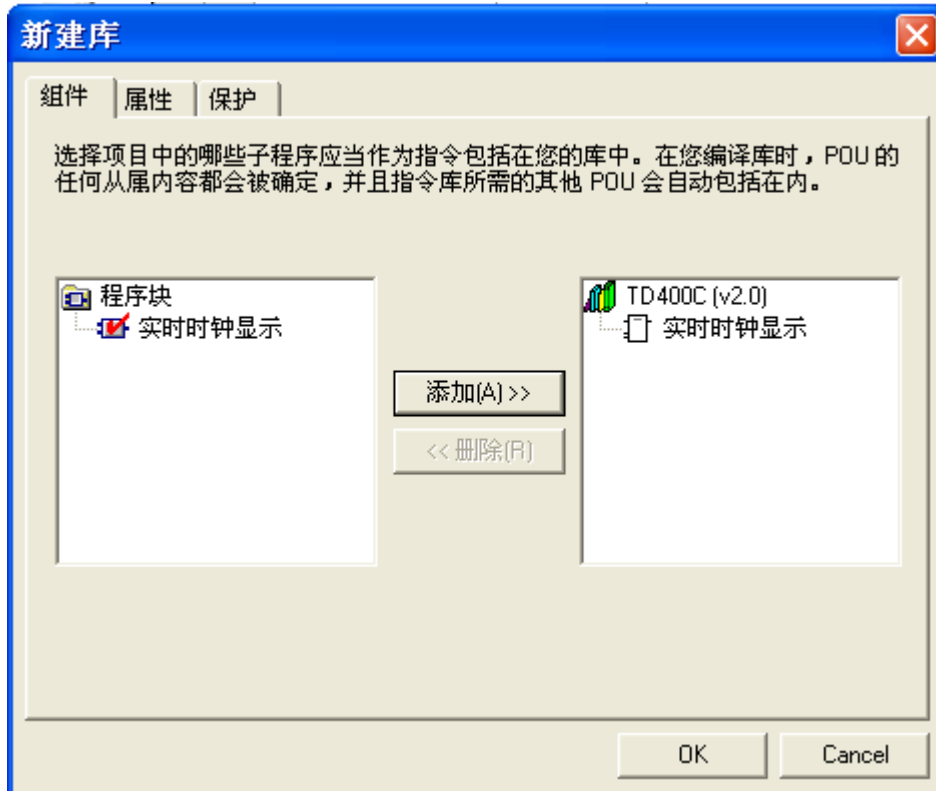 新建库
组件 属性 保护
选择项目中的哪些子程序应当作为指令包括在您的库中。在您编译库时，POU 的
任何从属内容都会被确定，并且指令库所需的其他 POU 会自动包括在内。
程序块
实时时钟显示
添加(A) >>
<< 删除(R)
TD400C (v2.0)
实时时钟显示
OK
Cancel